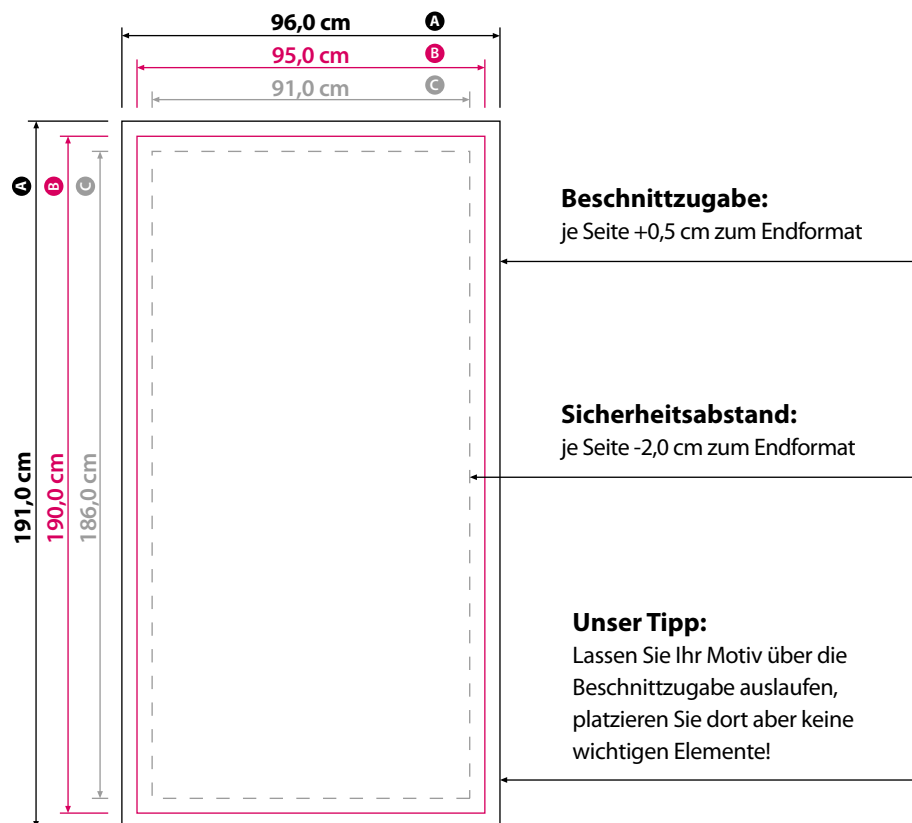 96,0 cm A
95,0 cm B
91,0 cm C
A
B
C
191,0 cm
190,0 cm
186,0 cm
Beschnittzugabe:
je Seite +0,5 cm zum Endformat
Sicherheitsabstand:
je Seite -2,0 cm zum Endformat
Unser Tipp:
Lassen Sie Ihr Motiv über die
Beschnittzugabe auslaufen,
platzieren Sie dort aber keine
wichtigen Elemente!